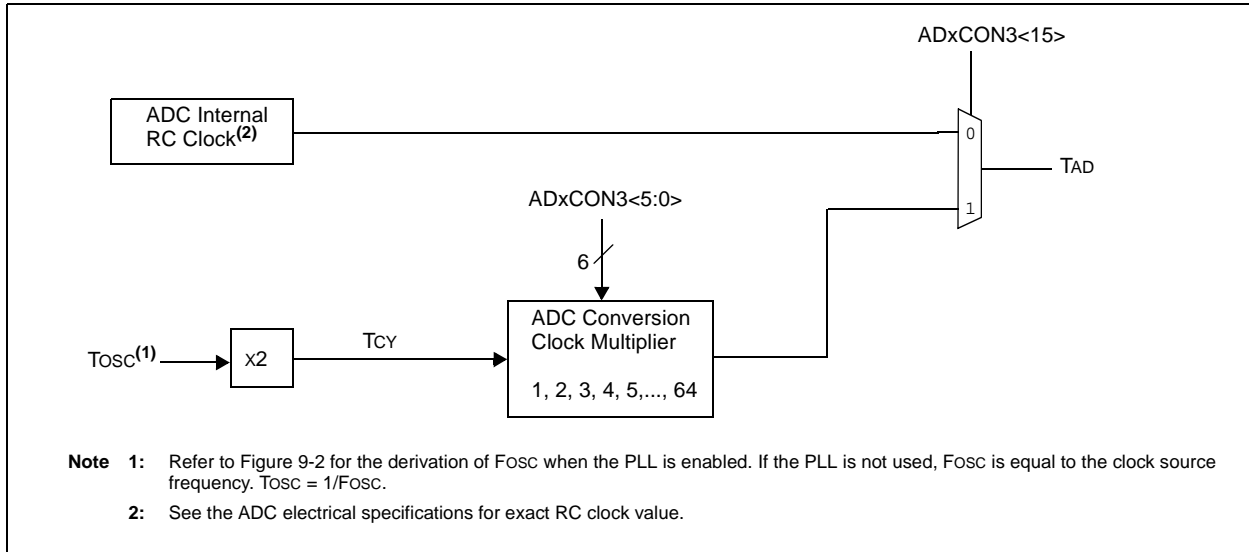 ADxCON3<15>
ADC Internal
RC Clock(2)
0
TAD
ADxCON3<5:0>
1
6
ADC Conversion
Clock Multiplier
TOSC(1)
X2
TCY
1, 2, 3, 4, 5,..., 64
Note 1: Refer to Figure 9-2 for the derivation of FOSC when the PLL is enabled. If the PLL is not used, FOSC is equal to the clock source
frequency. TOSC = 1/FOSC.
2: See the ADC electrical specifications for exact RC clock value.